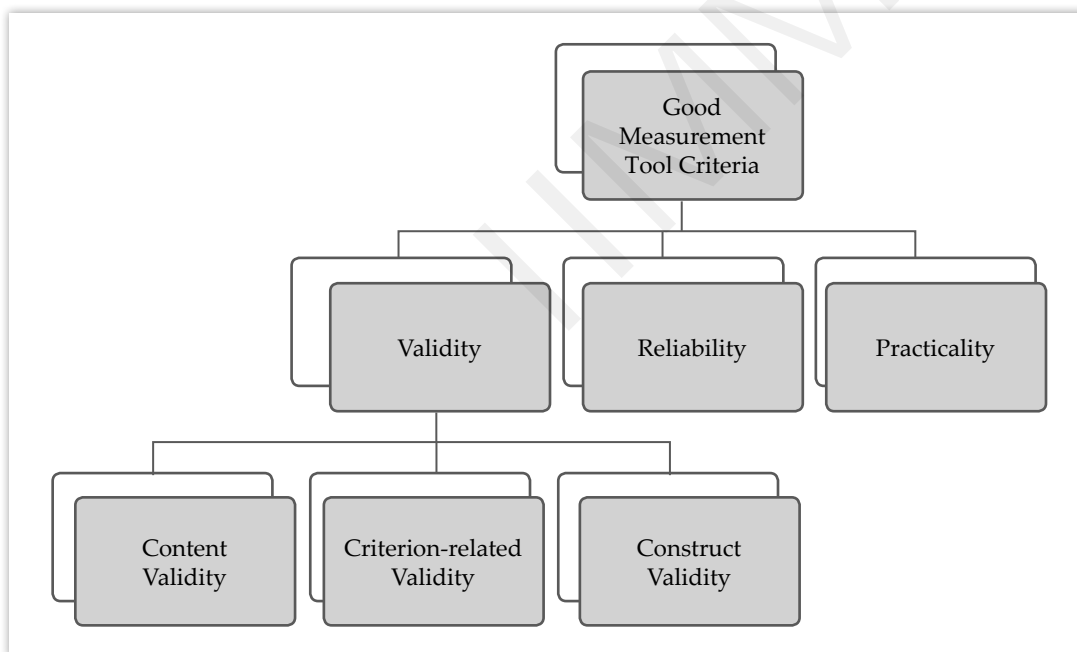 Good
Measurement
Tool Criteria
Validity
Reliability
Practicality
Content
Validity
Criterion-related
Validity
Construct
Validity